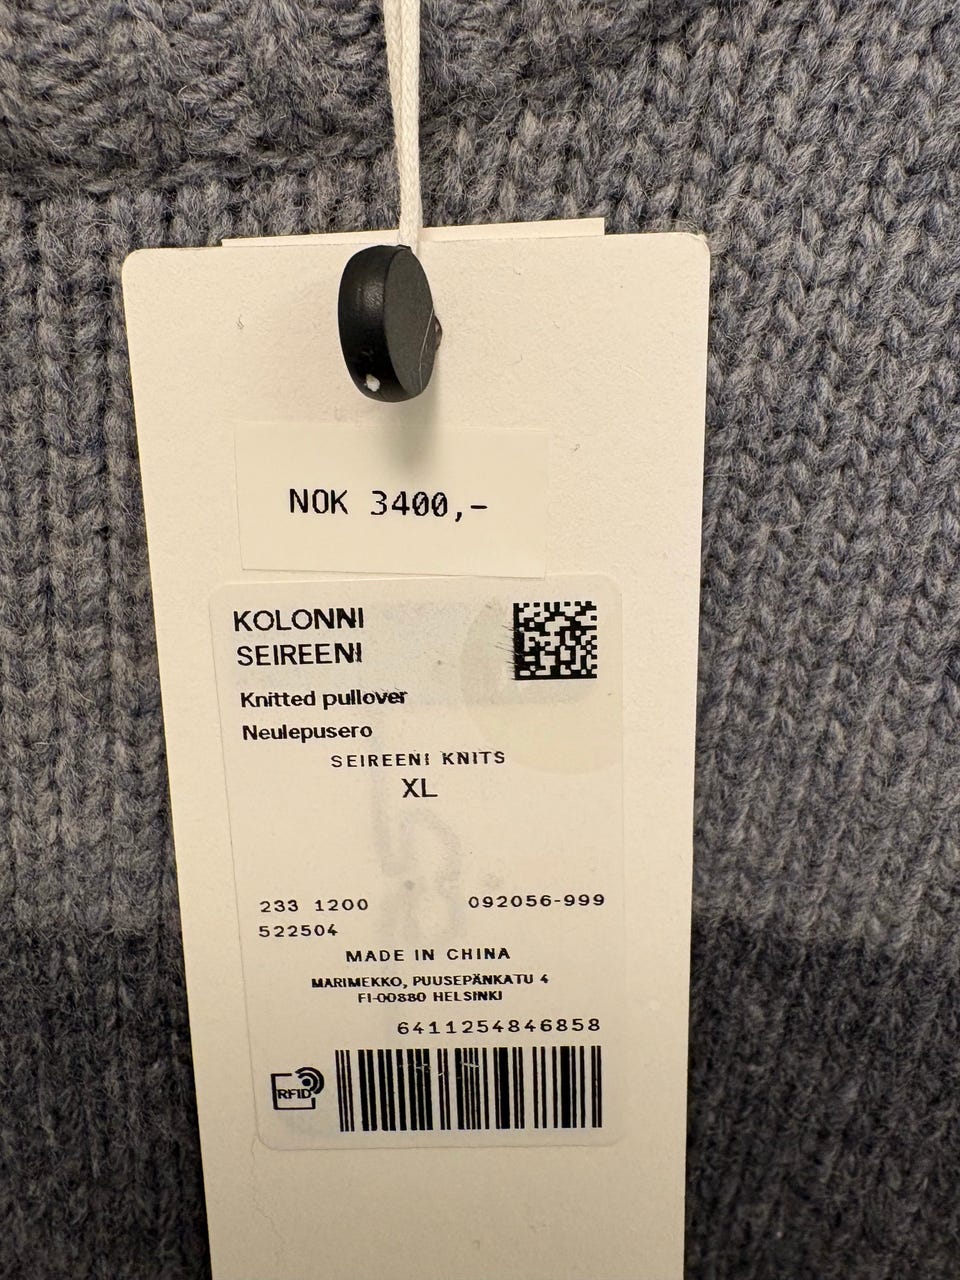 NOK 3400,-
KOLONNI
SEIREENI
Knitted pullover
Neulepusero
SEIREENI KNITS
XL
233 1200 092056-999
522504
MADE IN CHINA
MARIMEKKO, PUUSEPÄNKATU 4
FI-00880 HELSINKI
6411254846858
RFID